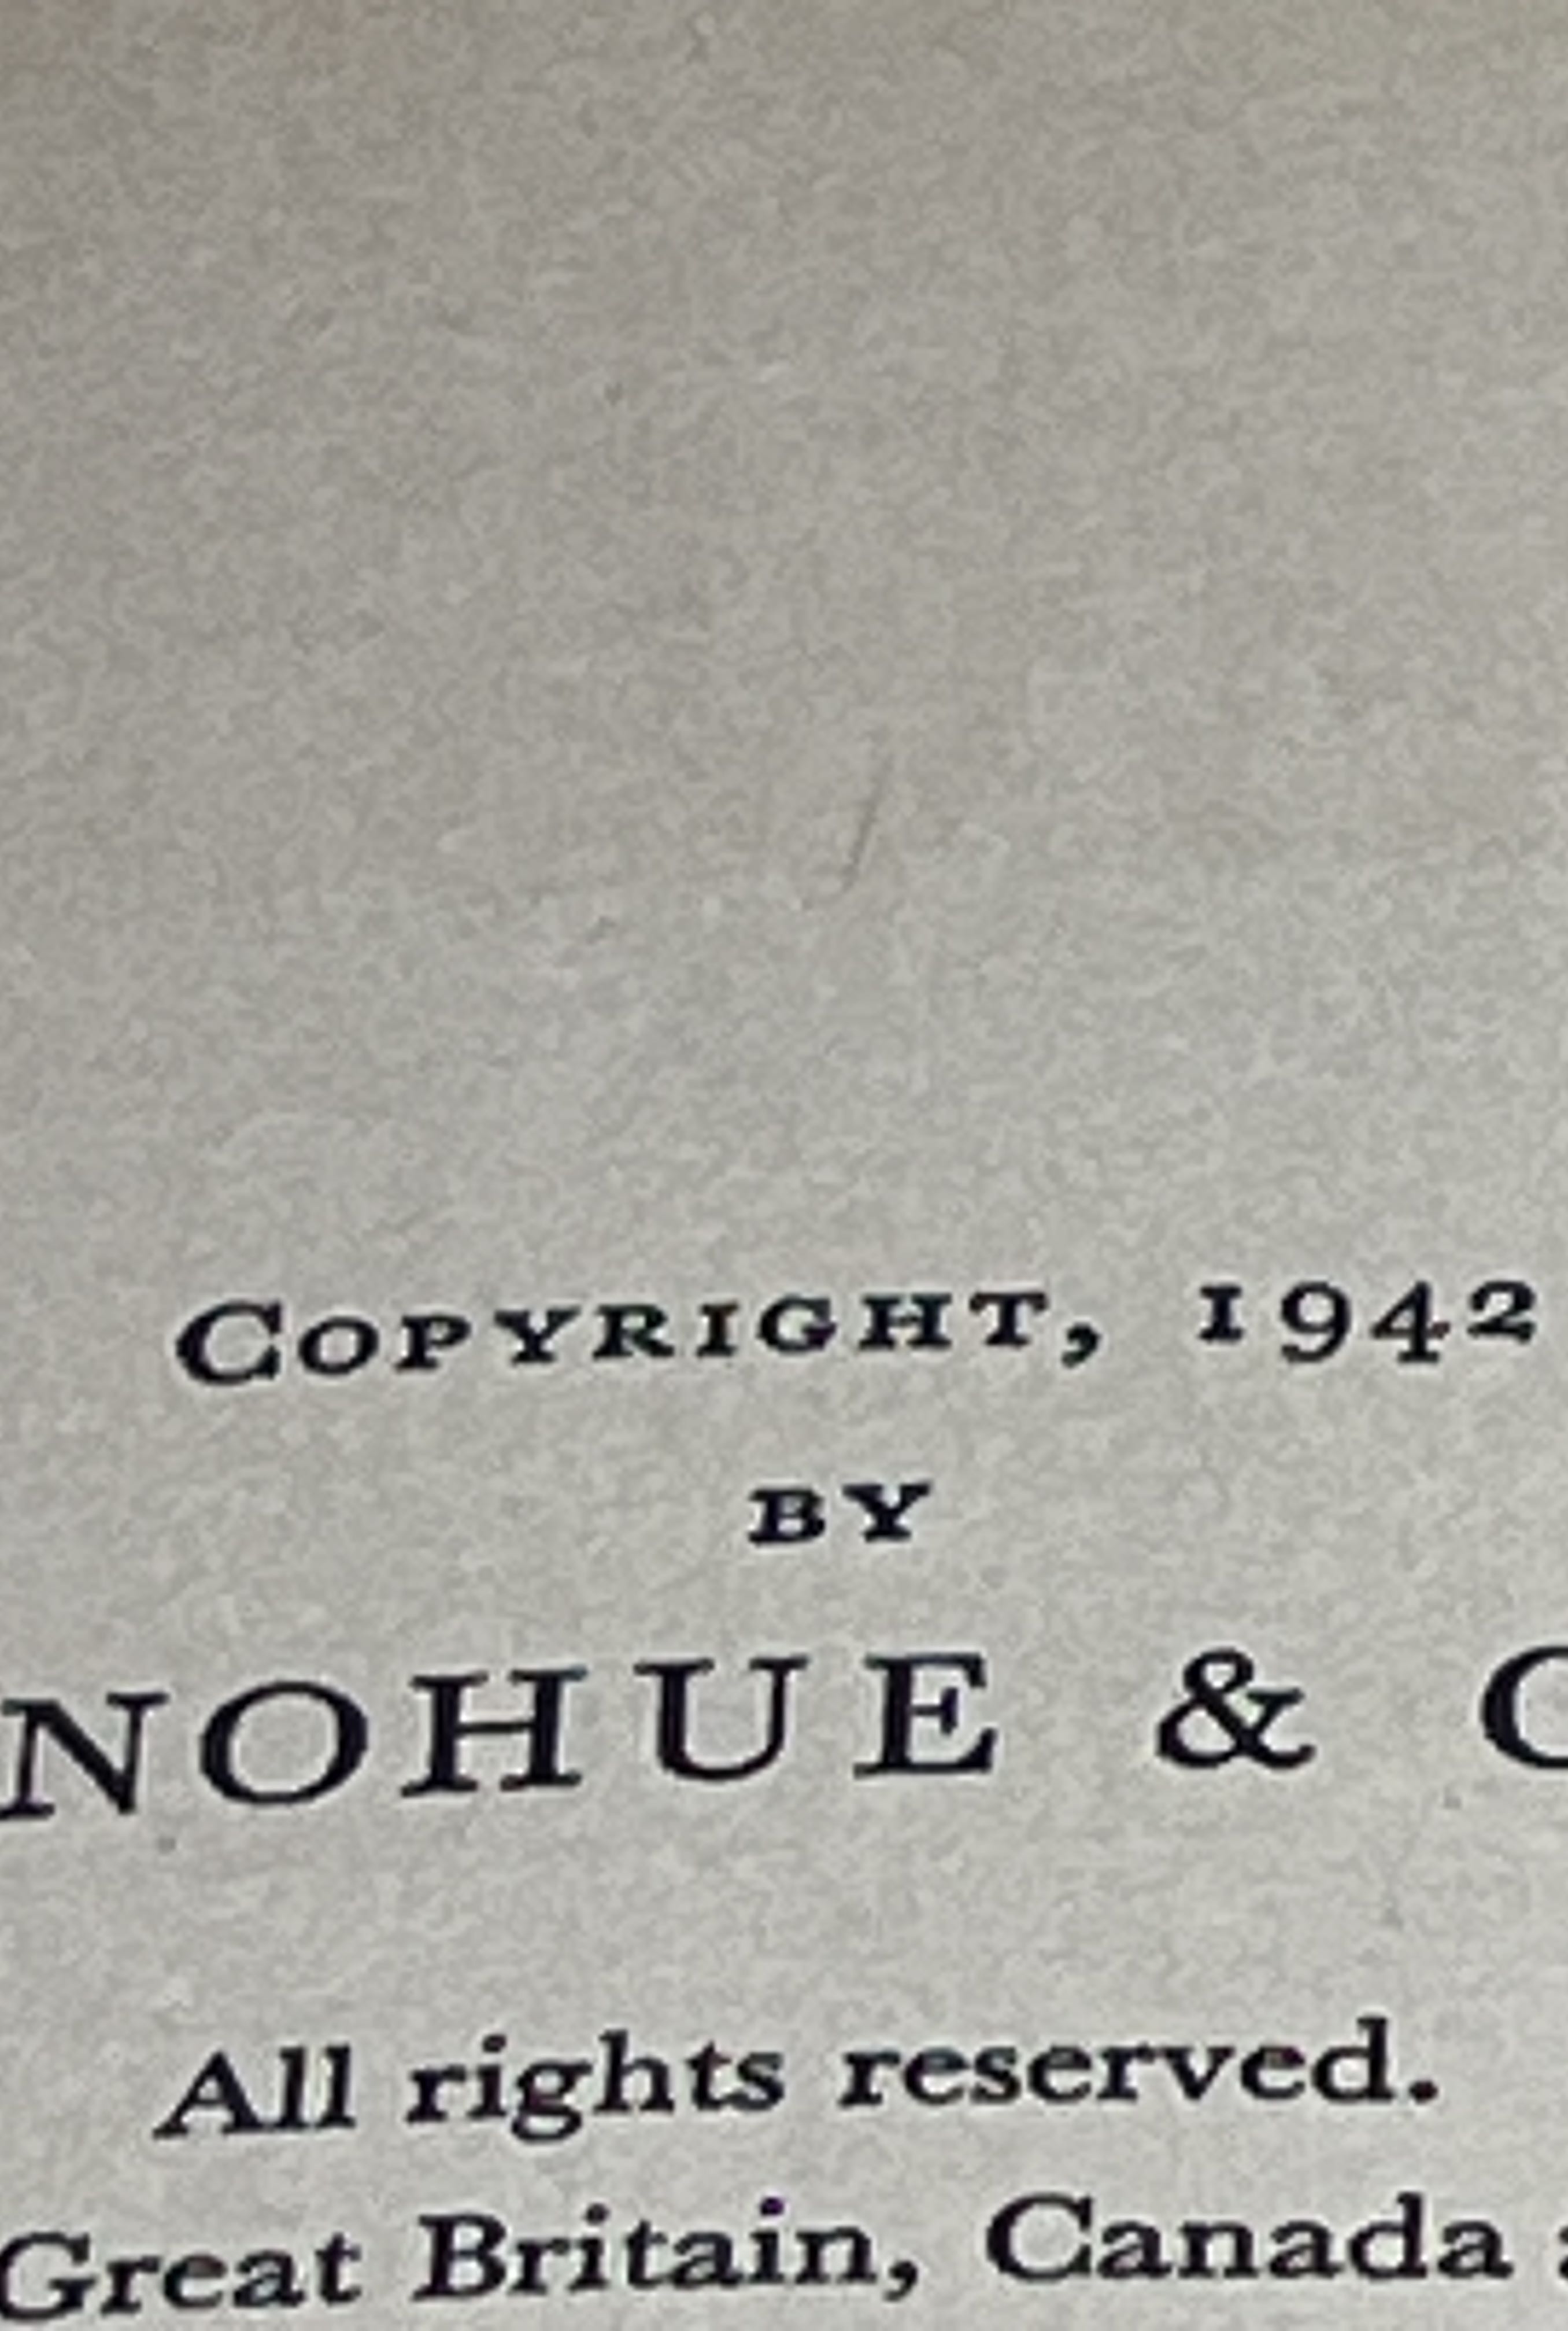 COPYRIGHT, 1942
BY
NOHUE &
All rights reserved.
Great Britain, Canada